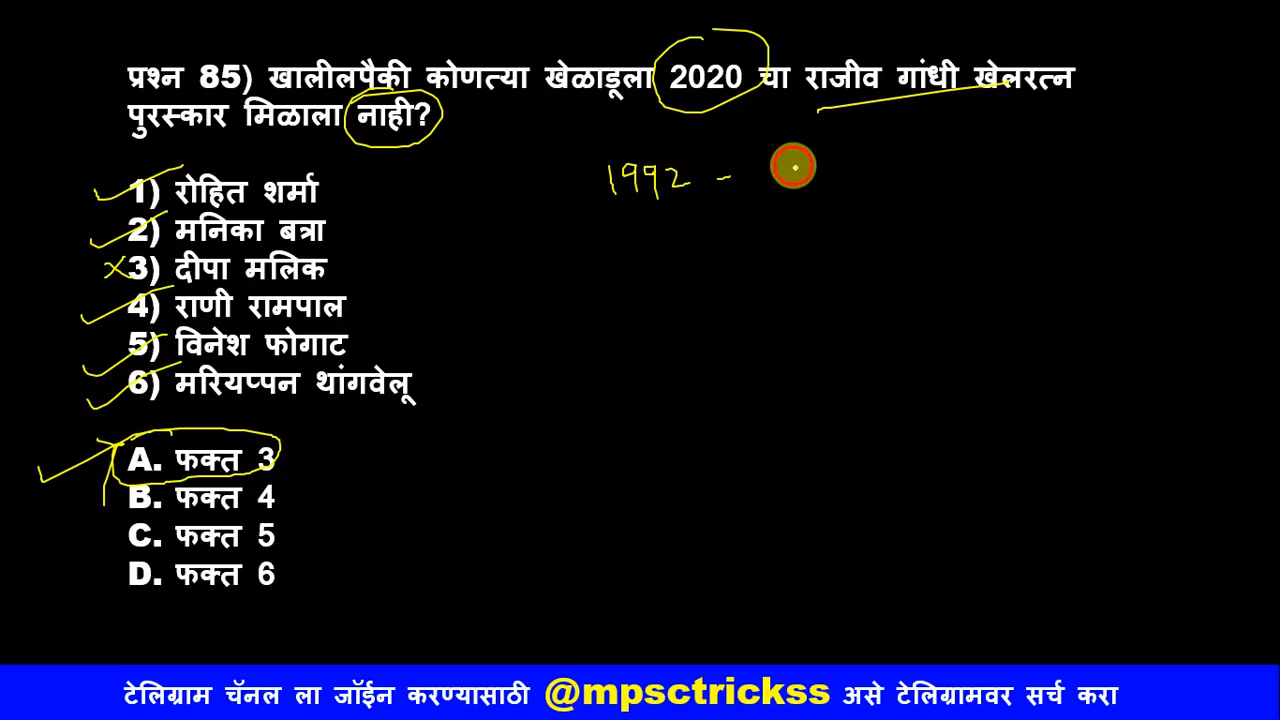 प्रश्न 85) खालीलपैकी कोणत्या खेळाडूला 2020 चा राजीव गांधी खेलरत्न
पुरस्कार मिळाला नाही?
1992 -
1) रोहित शर्मा
2) मनिका बत्रा
3) दीपा मलिक
4) राणी रामपाल
5) विनेश फोगाट
6) मरियप्पन थांगवेलू
A. फक्त 3
B. फक्त 4
C. फक्त 5
D. फक्त 6
टेलिग्राम चॅनल ला जॉईन करण्यासाठी @mpsctrickss असे टेलिग्रामवर सर्च करा